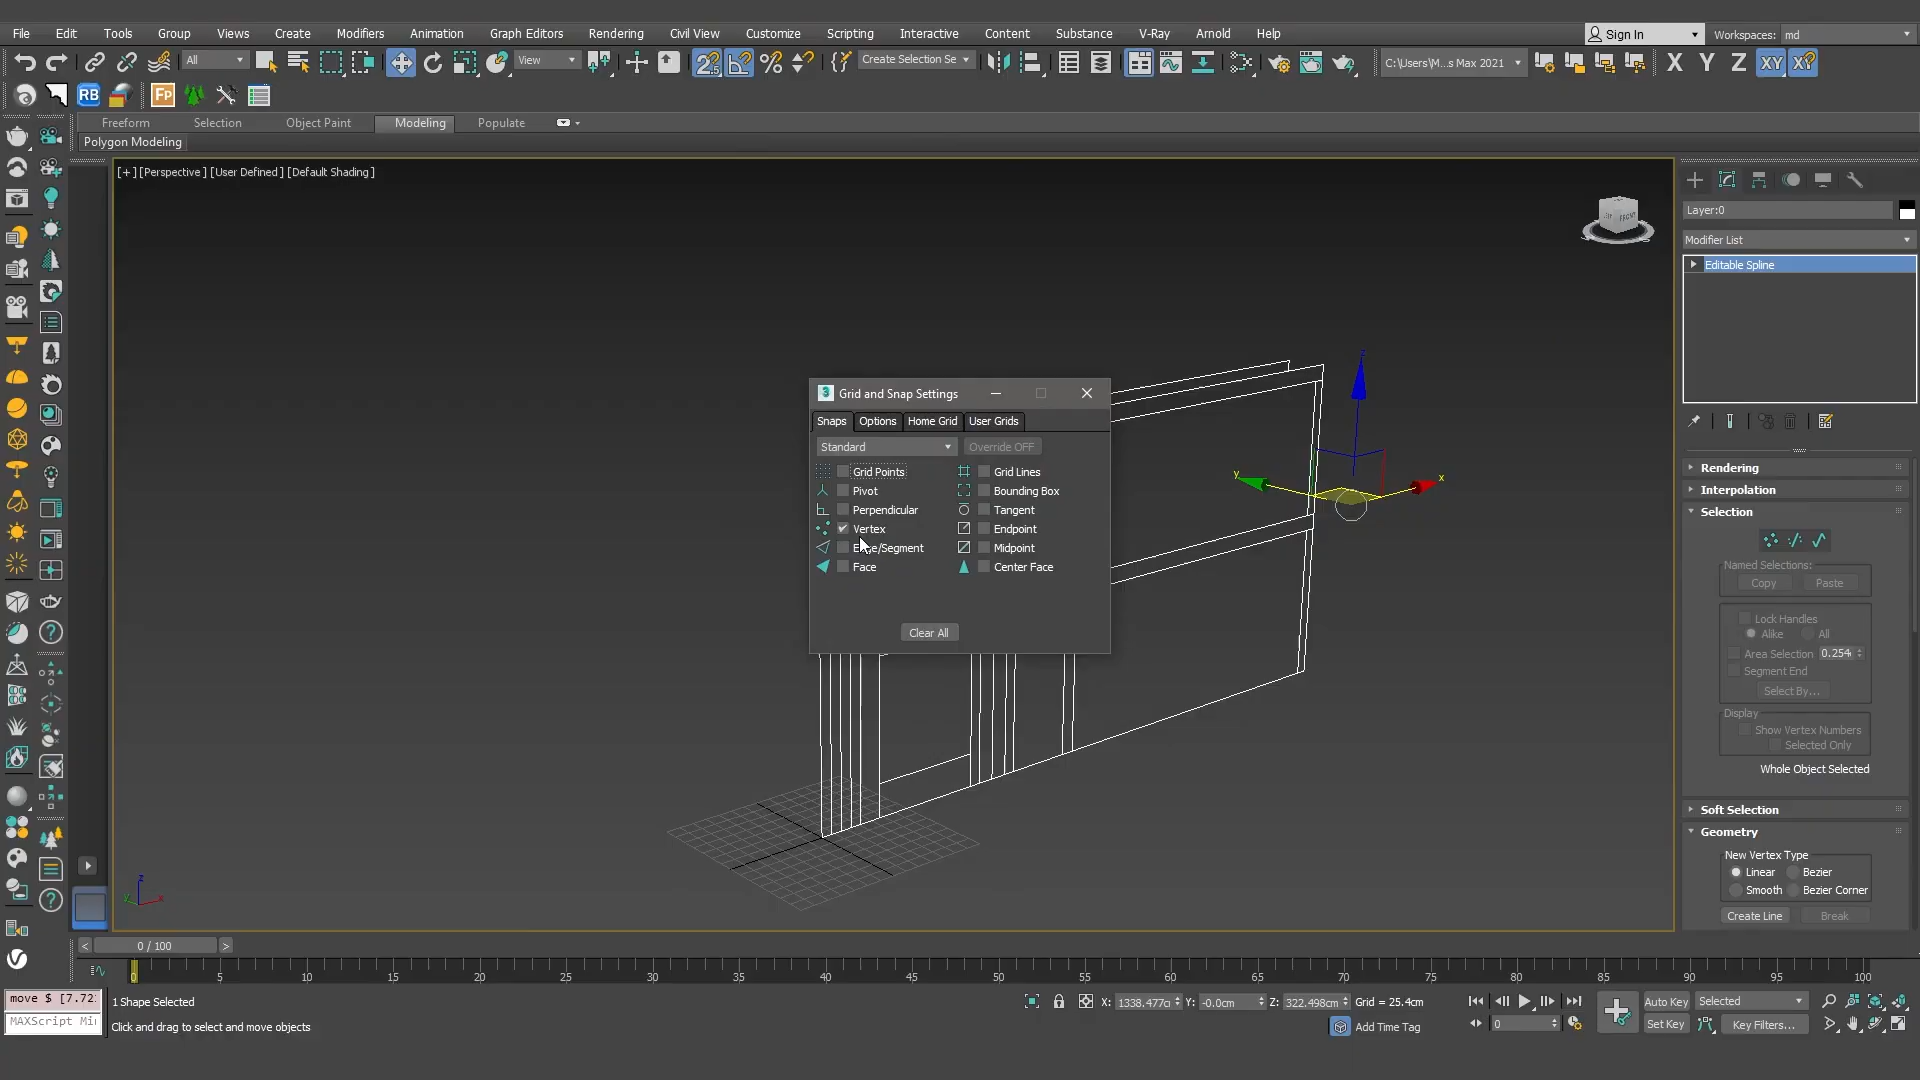 File Edit Tools Group Views Create Modifiers Animation Graph Editors Rendering Civil View Customize Scripting Interactive Content Substance V-Ray Arnold Help Sign In Workspaces: md
All View Create Selection Se C:\Users\M...s Max 2021 X Y Z XY
RB Fp
Freeform Selection Object Paint Modeling Populate
Polygon Modeling
[+] [Perspective] [User Defined] [Default Shading]
FRONT
Layer:0
Modifier List
Editable Spline
z
y
x
Grid and Snap Settings
Snaps Options Home Grid User Grids
Standard Override OFF
Grid Points Grid Lines
Pivot Bounding Box
Perpendicular Tangent
Vertex Endpoint
Midpoint
Face Center Face
Clear All
Rendering
Interpolation
Selection
Named Selections:
Copy Paste
Lock Handles
Alike All
Area Selection
Segment End
Select By...
Display
Show Vertex Numbers
Selected Only
Whole Object Selected
Soft Selection
Geometry
New Vertex Type
Linear Bezier
Smooth Bezier Corner
Create Line Break
z
x
< 0 / 100 >
0 5 10 15 20 25 30 35 40 45 50 55 60 65 70 75 80 85 90 95 100
move $ [7.72 1 Shape Selected X: Y: -0.0cm Z: 322.498cm Grid = 25.4cm Auto Key Selected
MAXScript Mi Click and drag to select and move objects Add Time Tag 0 Set Key Key Filters...